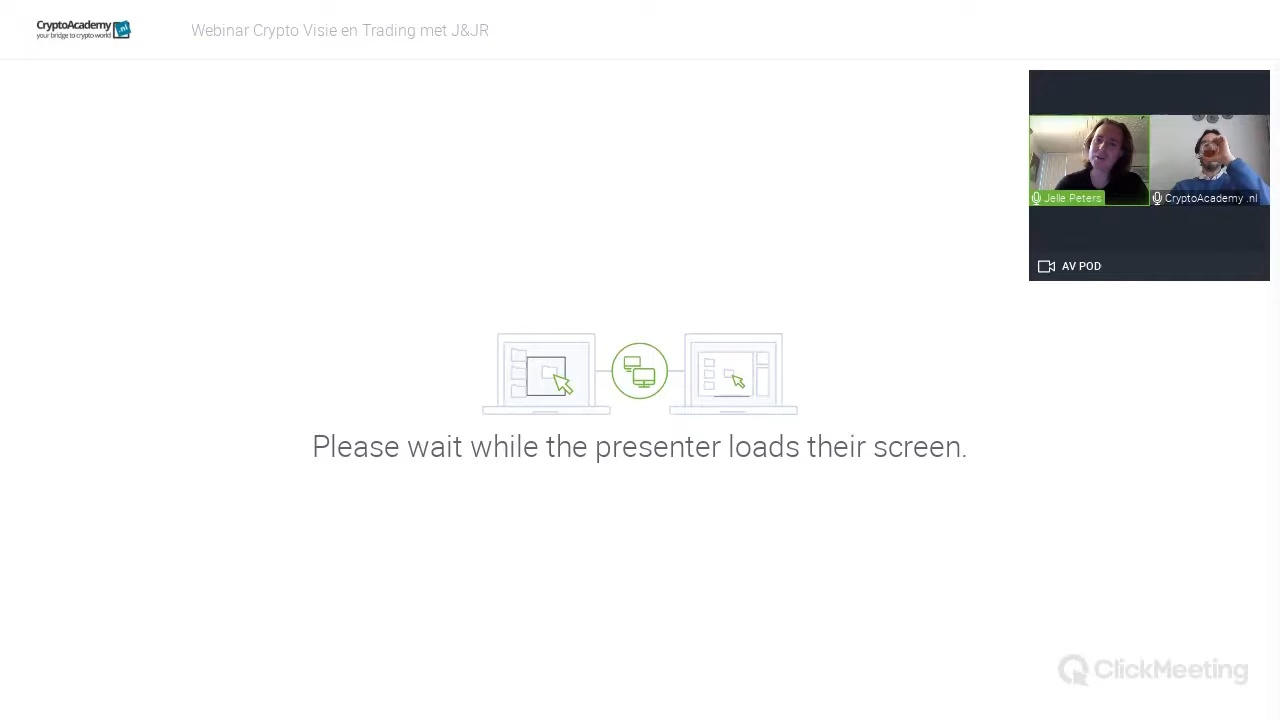 CryptoAcademy.nl
your bridge to crypto world
Webinar Crypto Visie en Trading met J&JR
Jelle Peters
CryptoAcademy .nl
AV POD
Please wait while the presenter loads their screen.
ClickMeeting